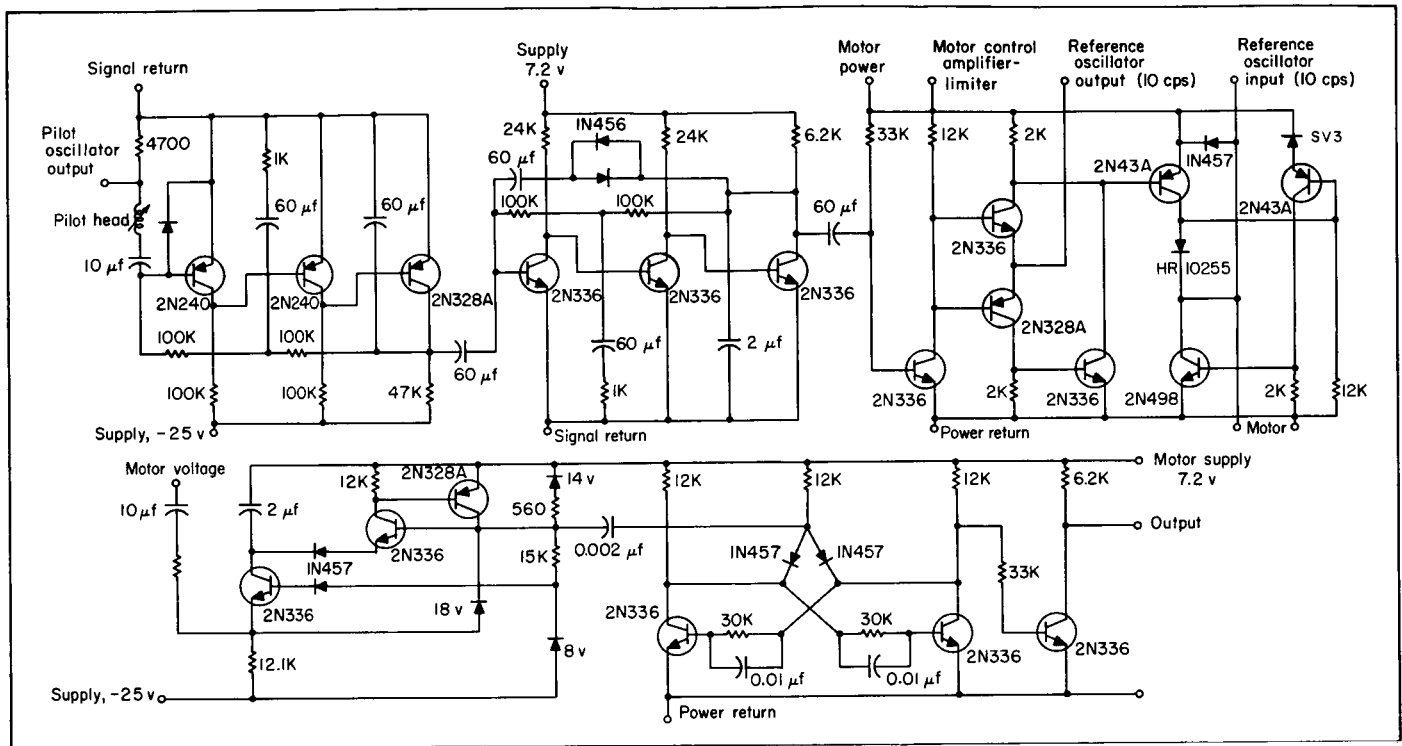 Signal return
Pilot
oscillator
output
4700
Pilot head
10 μf
1K
60 μf
60 μf
2N240
2N240
2N328A
100K
100K
100K
100K
47K
60 μf
Supply, -25 v
Supply
7.2 v
24K
1N456
24K
6.2K
60 μf
100K
100K
60 μf
2N336
2N336
2N336
60 μf
2 μf
1K
Signal return
Motor
power
Motor control
amplifier-
limiter
Reference
oscillator
output (10 cps)
Reference
oscillator
input (10 cps)
33K
12K
2K
2N43A
1N457
SV3
2N43A
2N336
HR 10255
2N328A
2N336
2K
2N336
2N498
2K
12K
Power return
Motor
Motor voltage
10 μf
2 μf
12K
2N328A
14 v
560
2N336
0.002 μf
1N457
15K
2N336
18 v
8 v
12.1K
Supply, -25 v
12K
12K
12K
6.2K
Motor supply
7.2 v
Output
1N457
1N457
33K
2N336
30K
30K
2N336
2N336
0.01 μf
0.01 μf
Power return